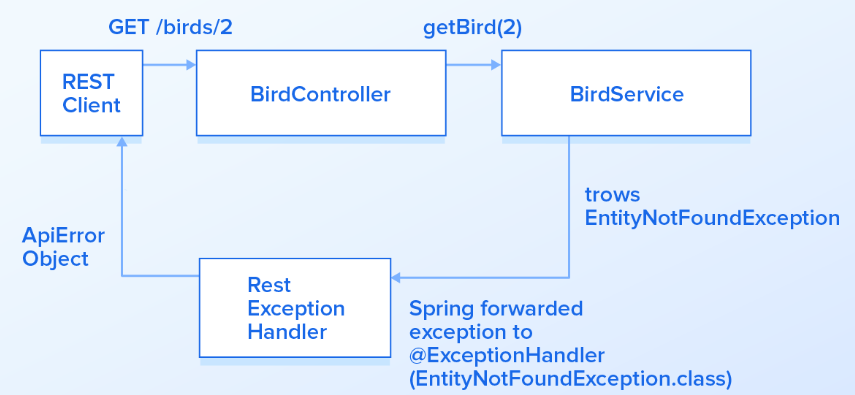 GET /birds/2
getBird(2)
REST
Client
BirdController
BirdService
trows
EntityNotFoundException
ApiError
Object
Rest
Exception
Handler
Spring forwarded
exception to
@ExceptionHandler
(EntityNotFoundException.class)